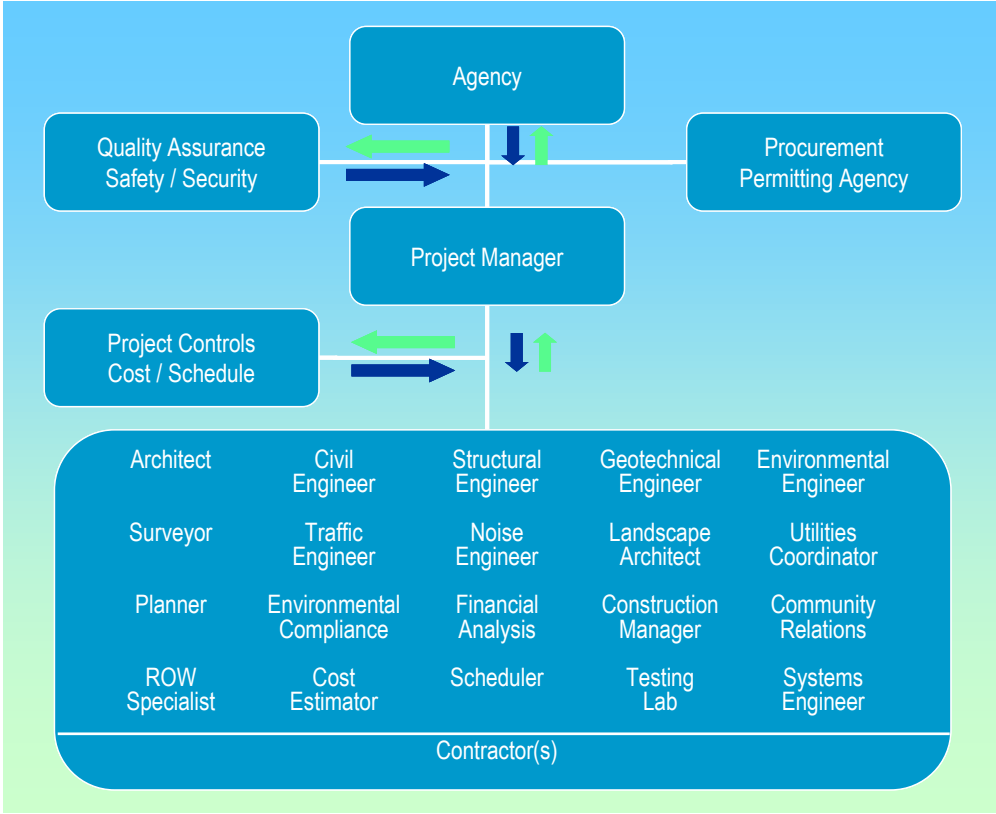 Agency
Quality Assurance
Safety / Security
Procurement
Permitting Agency
Project Manager
Project Controls
Cost / Schedule
Architect
Civil
Engineer
Structural
Engineer
Geotechnical
Engineer
Environmental
Engineer
Surveyor
Traffic
Engineer
Noise
Engineer
Landscape
Architect
Utilities
Coordinator
Planner
Environmental
Compliance
Financial
Analysis
Construction
Manager
Community
Relations
ROW
Specialist
Cost
Estimator
Scheduler
Testing
Lab
Systems
Engineer
Contractor(s)